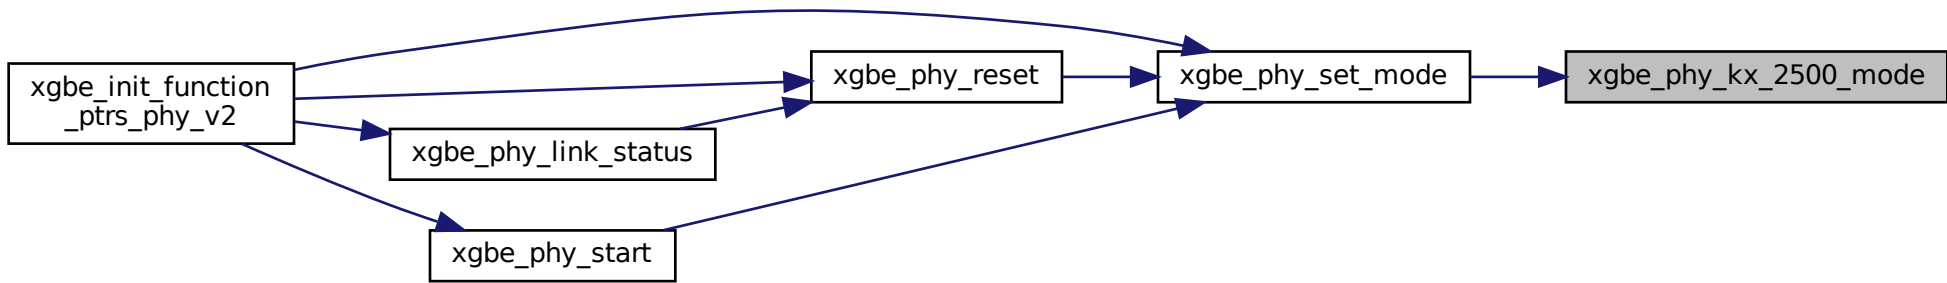 xgbe_init_function
_ptrs_phy_v2
xgbe_phy_reset
xgbe_phy_set_mode
xgbe_phy_kx_2500_mode
xgbe_phy_link_status
xgbe_phy_start